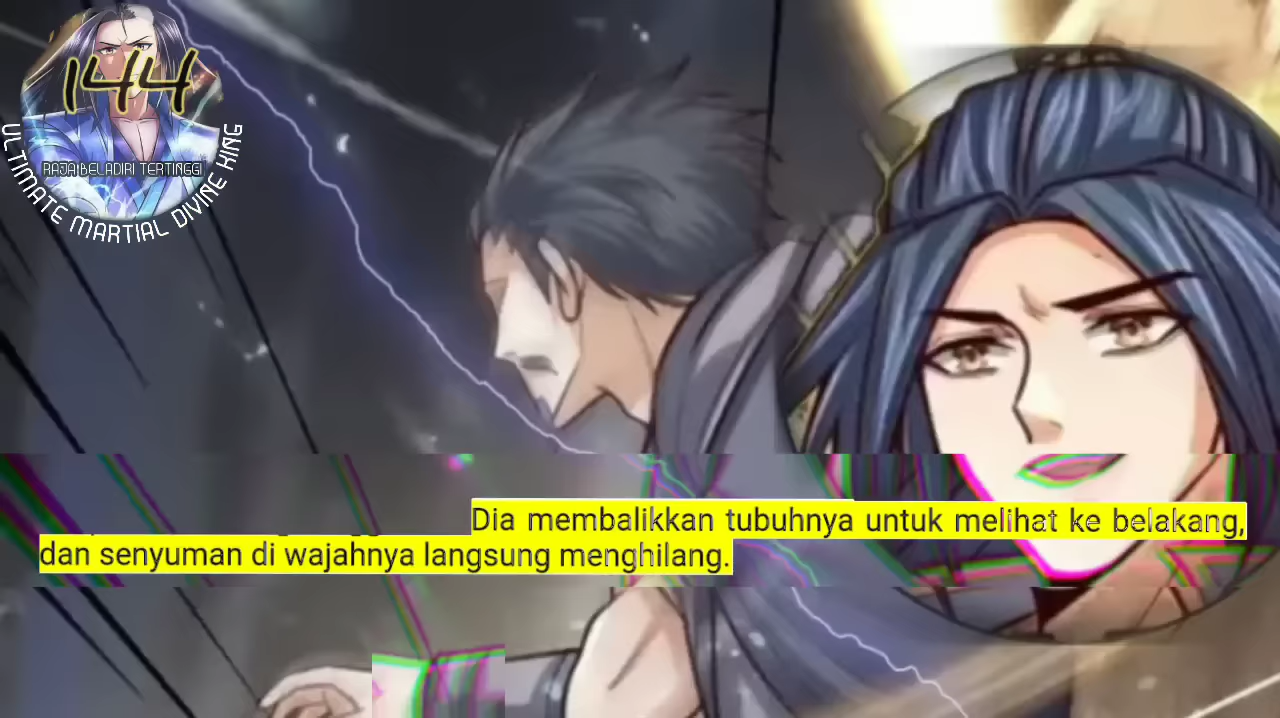 144
RAJA BELADIRI TERTINGGI
ULTIMATE MARTIAL DIVINE KING
Dia membalikkan tubuhnya untuk melihat ke belakang,
dan senyuman di wajahnya langsung menghilang.